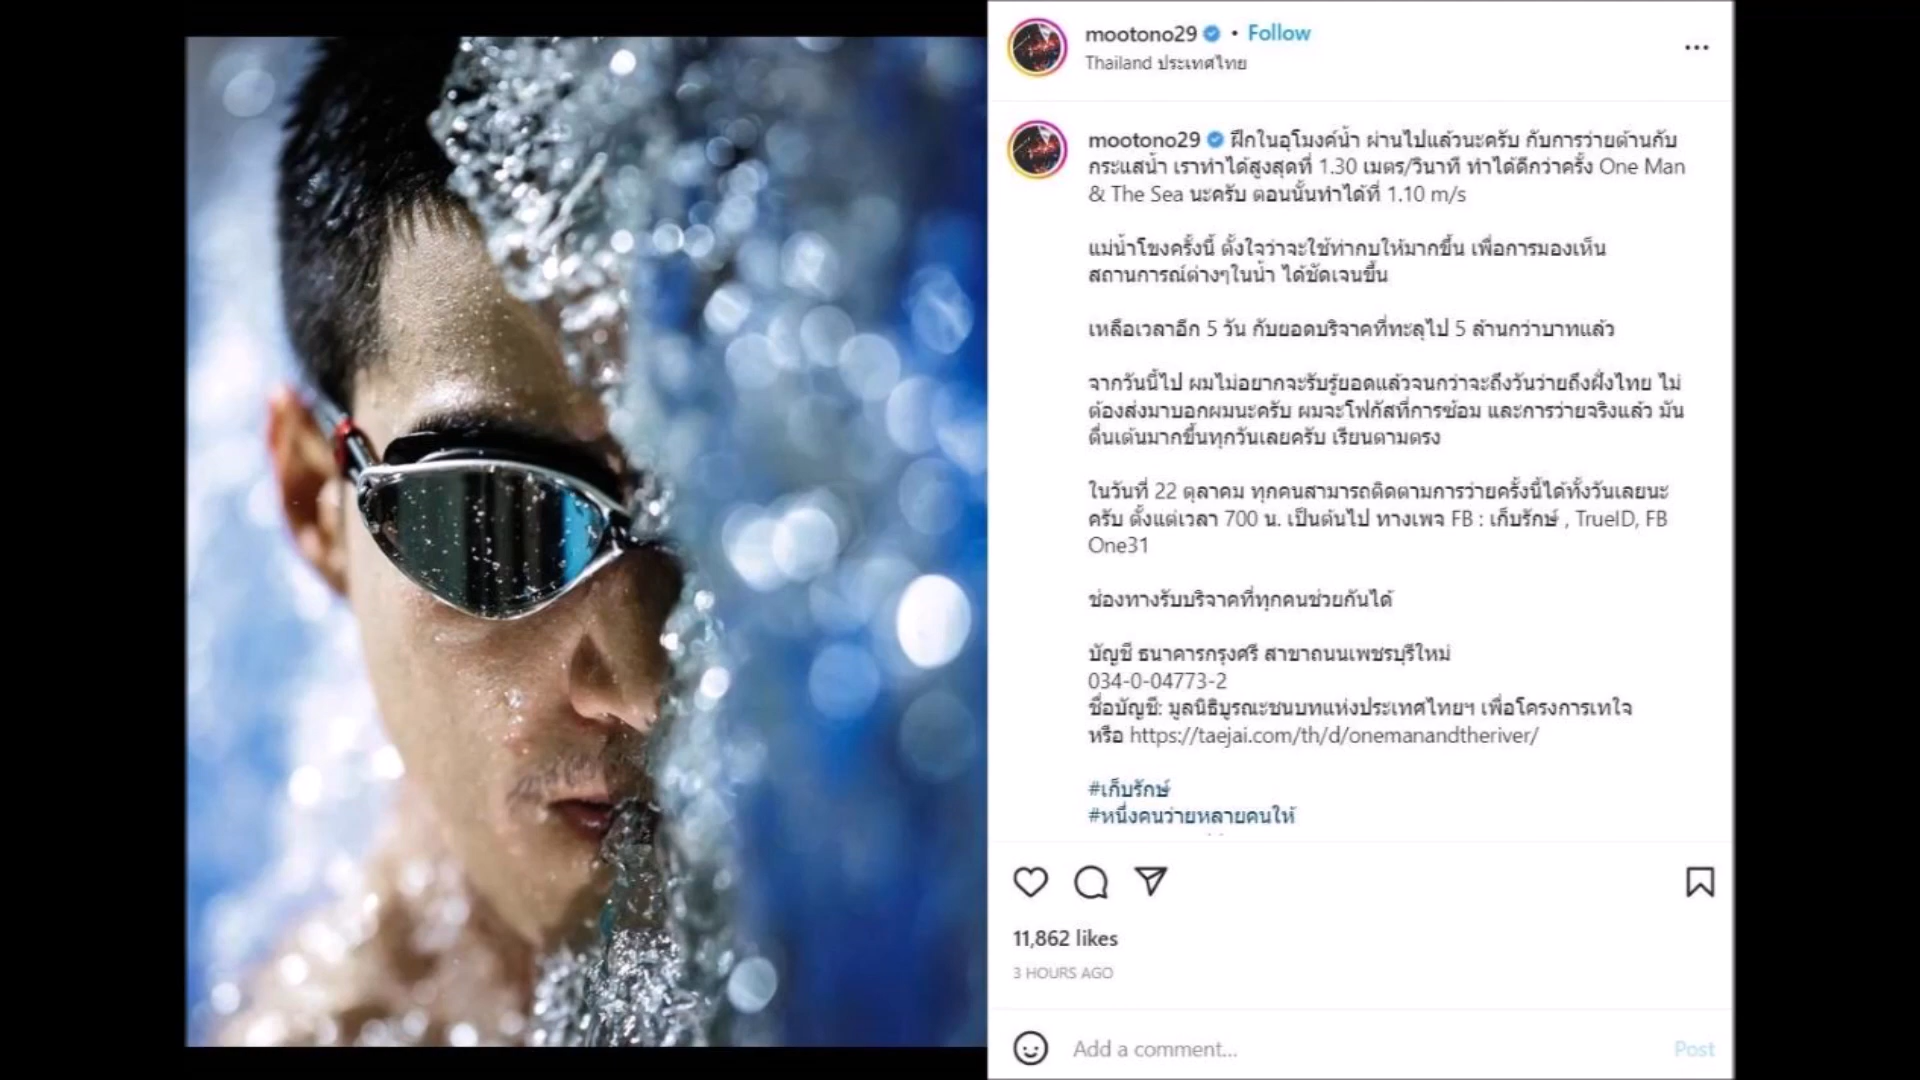 mootono29 • Follow
Thailand ประเทศไทย
mootono29 ฝึกในอุโมงค์น้ำ ผ่านไปแล้วนะครับ กับการว่ายต้านกับ
กระแสน้ำ เราทำได้สูงสุดที่ 1.30 เมตร/วินาที ทำได้ดีกว่าครั้ง One Man
& The Sea นะครับ ตอนนั้นทำได้ที่ 1.10 m/s
แม่น้ำโขงครั้งนี้ ตั้งใจว่าจะใช้ท่ากบให้มากขึ้น เพื่อการมองเห็น
สถานการณ์ต่างๆในน้ำ ได้ชัดเจนขึ้น
เหลือเวลาอีก 5 วัน กับยอดบริจาคที่ทะลุไป 5 ล้านกว่าบาทแล้ว
จากวันนี้ไป ผมไม่อยากจะรับรู้ยอดแล้วจนกว่าจะถึงวันว่ายถึงฝั่งไทย ไม่
ต้องส่งมาบอกผมนะครับ ผมจะโฟกัสที่การซ้อม และการว่ายจริงแล้ว มัน
ตื่นเต้นมากขึ้นทุกวันเลยครับ เรียนตามตรง
ในวันที่ 22 ตุลาคม ทุกคนสามารถติดตามการว่ายครั้งนี้ได้ทั้งวันเลยนะ
ครับ ตั้งแต่เวลา 700 น. เป็นต้นไป ทางเพจ FB : เก็บรักษ์ , TrueID, FB
One31
ช่องทางรับบริจาคที่ทุกคนช่วยกันได้
บัญชี ธนาคารกรุงศรี สาขาถนนเพชรบุรีใหม่
034-0-04773-2
ชื่อบัญชี: มูลนิธิบูรณะชนบทแห่งประเทศไทยฯ เพื่อโครงการเทใจ
หรือ https://taejai.com/th/d/onemanandtheriver/
#เก็บรักษ์
#หนึ่งคนว่ายหลายคนให้
11,862 likes
3 HOURS AGO
Add a comment...
Post